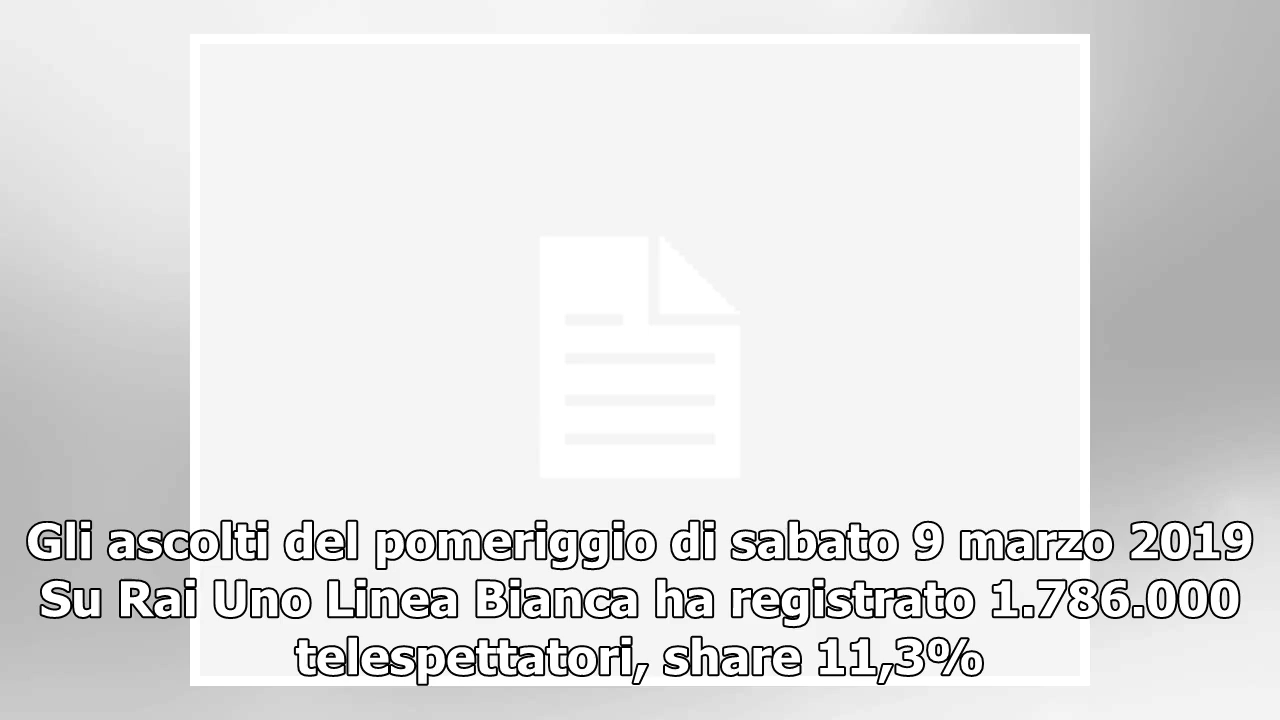 Gli ascolti del pomeriggio di sabato 9 marzo 2019
Su Rai Uno Linea Bianca ha registrato 1.786.000
telespettatori, share 11,3%